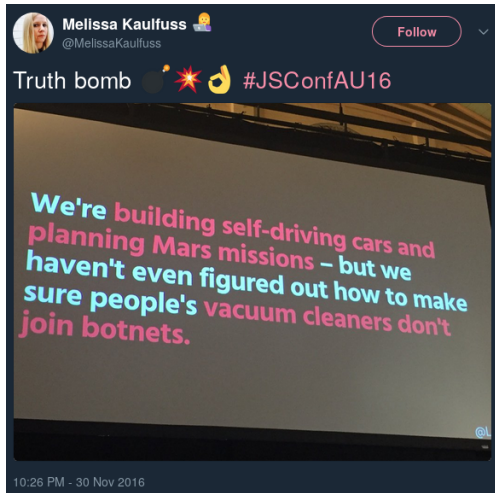 Melissa Kaulfuss 👩‍💻
@MelissaKaulfuss
Follow
Truth bomb 💣💥👌 #JSConfAU16
We're building self-driving cars and
planning Mars missions – but we
haven't even figured out how to make
sure people's vacuum cleaners don't
join botnets.
@L
10:26 PM - 30 Nov 2016